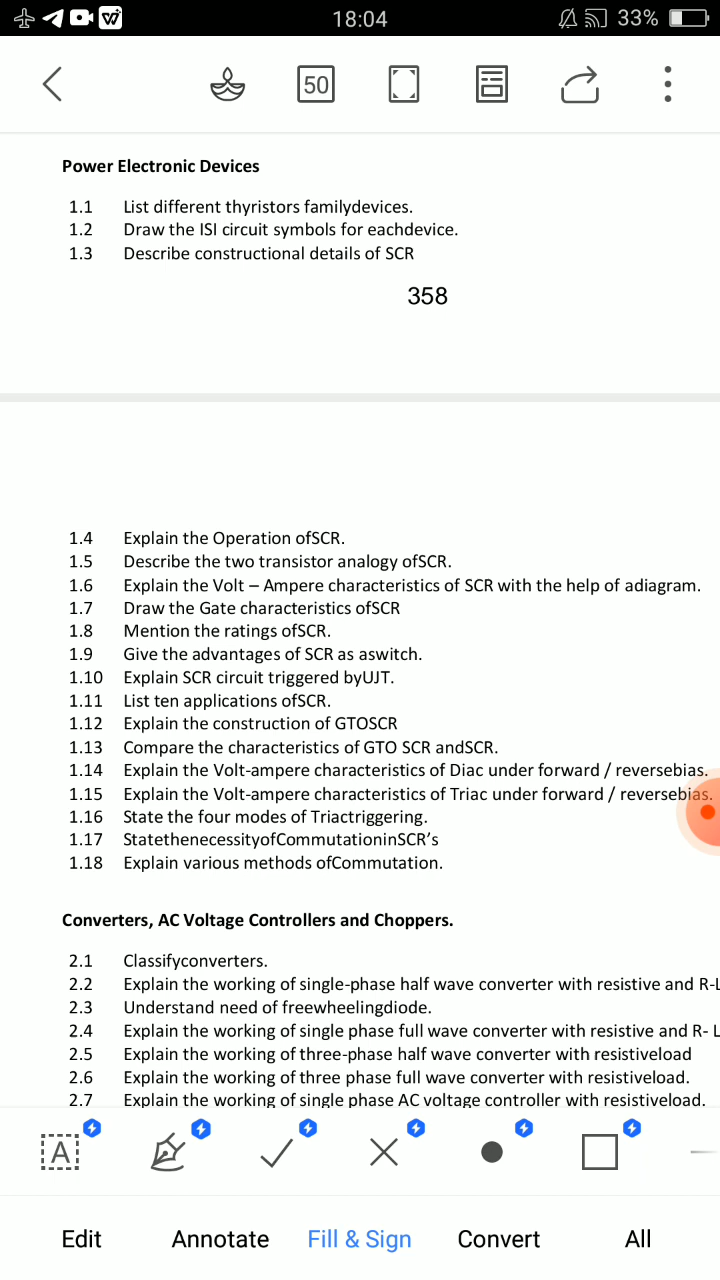 18:04
33%
50
Power Electronic Devices
1.1 List different thyristors familydevices.
1.2 Draw the ISI circuit symbols for eachdevice.
1.3 Describe constructional details of SCR
358
1.4 Explain the Operation ofSCR.
1.5 Describe the two transistor analogy ofSCR.
1.6 Explain the Volt – Ampere characteristics of SCR with the help of adiagram.
1.7 Draw the Gate characteristics ofSCR
1.8 Mention the ratings ofSCR.
1.9 Give the advantages of SCR as aswitch.
1.10 Explain SCR circuit triggered byUJT.
1.11 List ten applications ofSCR.
1.12 Explain the construction of GTOSCR
1.13 Compare the characteristics of GTO SCR andSCR.
1.14 Explain the Volt-ampere characteristics of Diac under forward / reversebias.
1.15 Explain the Volt-ampere characteristics of Triac under forward / reversebias.
1.16 State the four modes of Triactriggering.
1.17 StatethenecessityofCommutationinSCR’s
1.18 Explain various methods ofCommutation.
Converters, AC Voltage Controllers and Choppers.
2.1 Classifyconverters.
2.2 Explain the working of single-phase half wave converter with resistive and R-L
2.3 Understand need of freewheelingdiode.
2.4 Explain the working of single phase full wave converter with resistive and R- L
2.5 Explain the working of three-phase half wave converter with resistiveload
2.6 Explain the working of three phase full wave converter with resistiveload.
2.7 Explain the working of single phase AC voltage controller with resistiveload.
A
Edit Annotate Fill & Sign Convert All